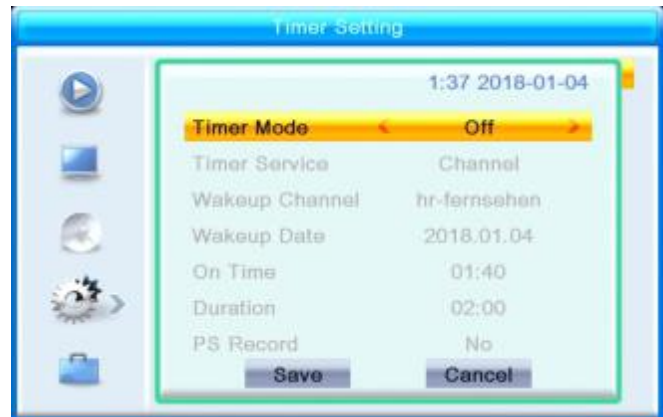 Timer Setting
1:37 2018-01-04
Timer Mode Off
Timer Service Channel
Wakeup Channel hr-fernsehen
Wakeup Date 2018.01.04
On Time 01:40
Duration 02:00
PS Record No
Save Cancel